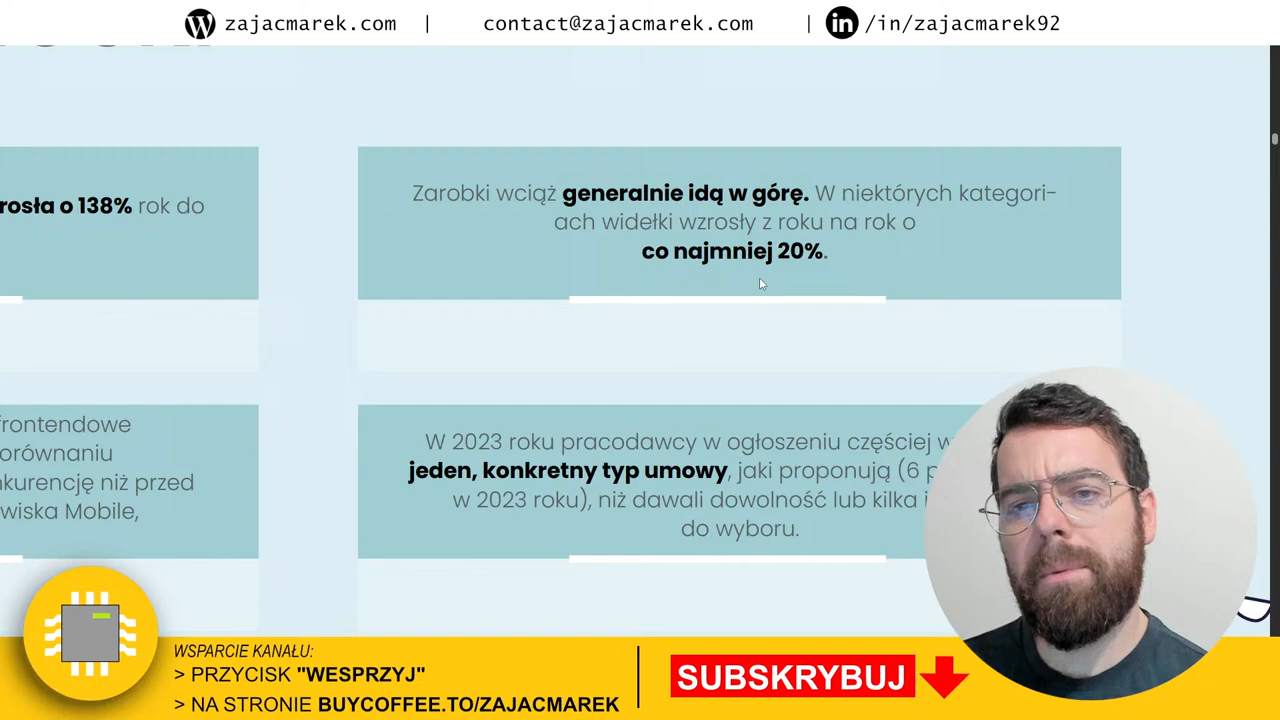 zajacmarek.com | contact@zajacmarek.com | in /in/zajacmarek92
rosła o 138% rok do
Zarobki wciąż generalnie idą w górę. W niektórych kategori-
ach widełki wzrosły z roku na rok o
co najmniej 20%.
frontendowe
orównaniu
nkurencję niż przed
wiska Mobile,
W 2023 roku pracodawcy w ogłoszeniu częściej w
jeden, konkretny typ umowy, jaki proponują (6 p
w 2023 roku), niż dawali dowolność lub kilka
do wyboru.
WSPARCIE KANAŁU:
> PRZYCISK "WESPRZYJ"
> NA STRONIE BUYCOFFEE.TO/ZAJACMAREK
SUBSKRYBUJ